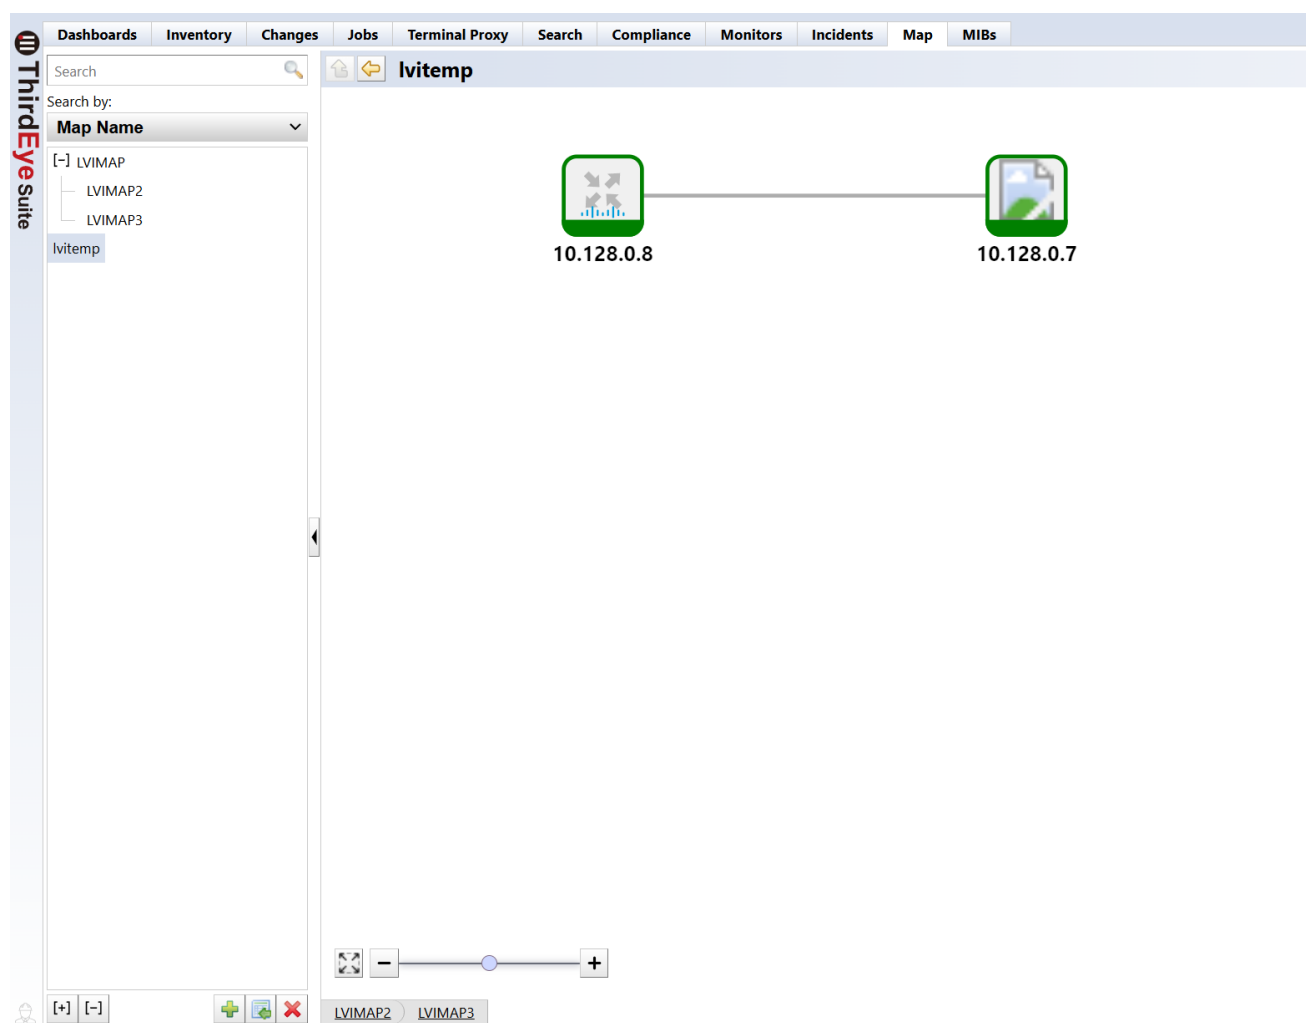 Dashboards Inventory Changes Jobs Terminal Proxy Search Compliance Monitors Incidents Map MIBs
ThirdEye Suite
Search
lvitemp
Search by:
Map Name
[-] LVIMAP
LVIMAP2
LVIMAP3
lvitemp
10.128.0.8 10.128.0.7
− +
[+] [-]
LVIMAP2 LVIMAP3